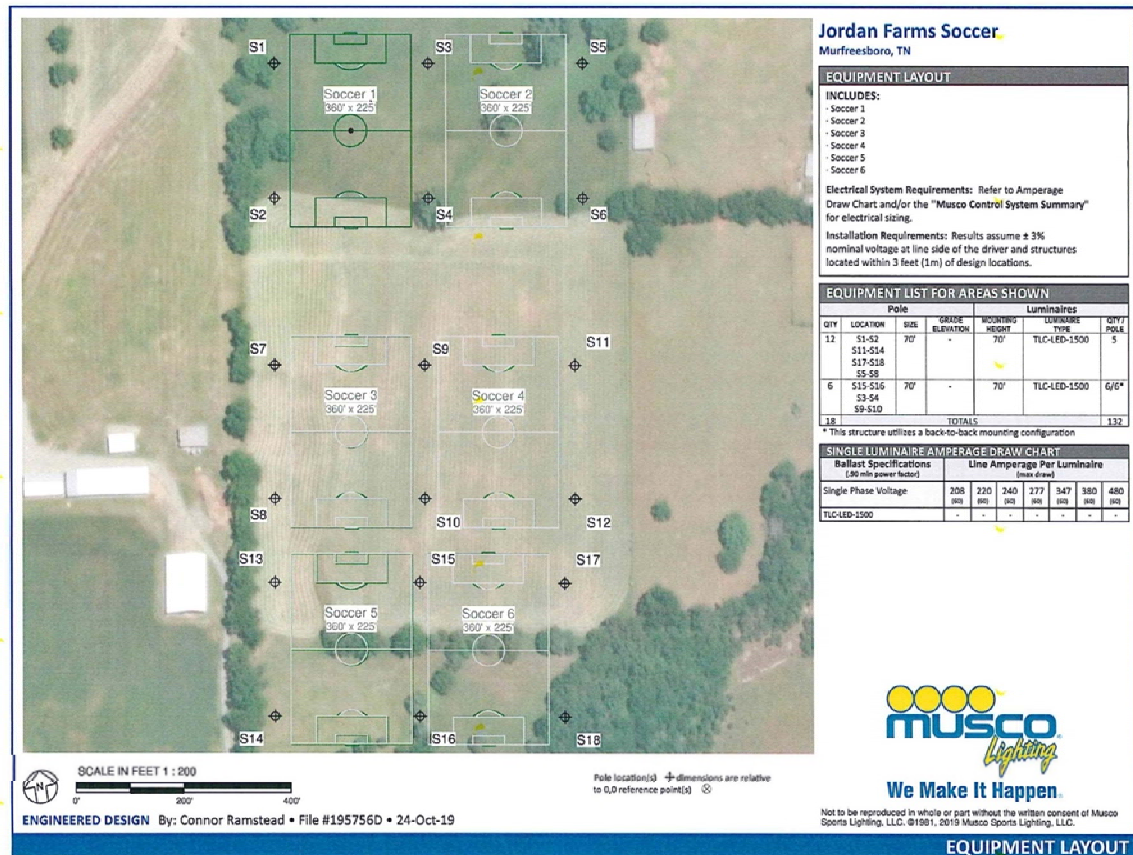 Jordan Farms Soccer
Murfreesboro, TN
EQUIPMENT LAYOUT
INCLUDES:
· Soccer 1
· Soccer 2
· Soccer 3
· Soccer 4
· Soccer 5
· Soccer 6
Electrical System Requirements: Refer to Amperage
Draw Chart and/or the "Musco Control System Summary"
for electrical sizing.
Installation Requirements: Results assume ± 3%
nominal voltage at line side of the driver and structures
located within 3 feet (1m) of design locations.
EQUIPMENT LIST FOR AREAS SHOWN
Pole Luminaires
QTY LOCATION SIZE GRADE ELEVATION MOUNTING HEIGHT LUMINAIRE TYPE QTY / POLE
12 S1-S2 70' - 70' TLC-LED-1500 5
S11-S14
S17-S18
S5-S8
6 S15-S16 70' - 70' TLC-LED-1500 6/6*
S3-S4
S9-S10
18 TOTALS 132
* This structure utilizes a back-to-back mounting configuration
SINGLE LUMINAIRE AMPERAGE DRAW CHART
Ballast Specifications Line Amperage Per Luminaire
(.90 min power factor) (max draw)
Single Phase Voltage 208 (60) 220 (60) 240 (60) 277 (60) 347 (60) 380 (60) 480 (60)
TLC-LED-1500 - - - - - - -
S1 S3 S5
Soccer 1 Soccer 2
360' x 225' 360' x 225'
S2 S4 S6
S7 S9 S11
Soccer 3 Soccer 4
360' x 225' 360' x 225'
S8 S10 S12
S13 S15 S17
Soccer 5 Soccer 6
360' x 225' 360' x 225'
S14 S16 S18
N
SCALE IN FEET 1 : 200
0' 200' 400'
Pole location(s) dimensions are relative
to 0,0 reference point(s)
ENGINEERED DESIGN By: Connor Ramstead • File #195756D • 24-Oct-19
MUSCO
Lighting
We Make It Happen.
Not to be reproduced in whole or part without the written consent of Musco
Sports Lighting, LLC. ©1981, 2019 Musco Sports Lighting, LLC.
EQUIPMENT LAYOUT